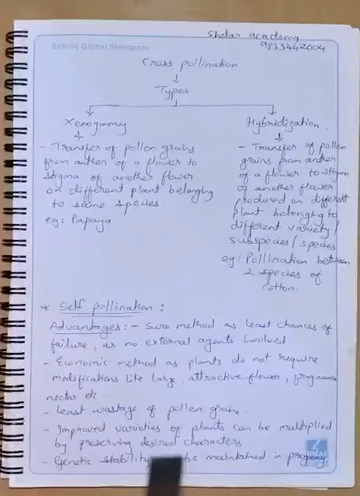 Shelar academy
9833442004
Setting Global Standards
Cross pollination
Types
Xenogamy
- Transfer of pollen grains
from anther of a flower to
stigma of another flower
on different plant belonging
to same species.
eg: Papaya
Hybridization
- Transfer of pollen
grains from anther
of a flower to stigma
of another flower
produced on different
plant belonging to
different variety/
subspecies/species
eg: Pollination between
2 species of
cotton.
* Self pollination :
Advantages: - Sure method as least chances of
failure, as no external agents involved
- Economic method as plants do not require
modifications like large, attractive flower, fragrance
nectar etc.
- Least wastage of pollen grains.
- Improved varieties of plants can be multiplied
by preserving desired characters.
- Genetic stability be maintained in progeny